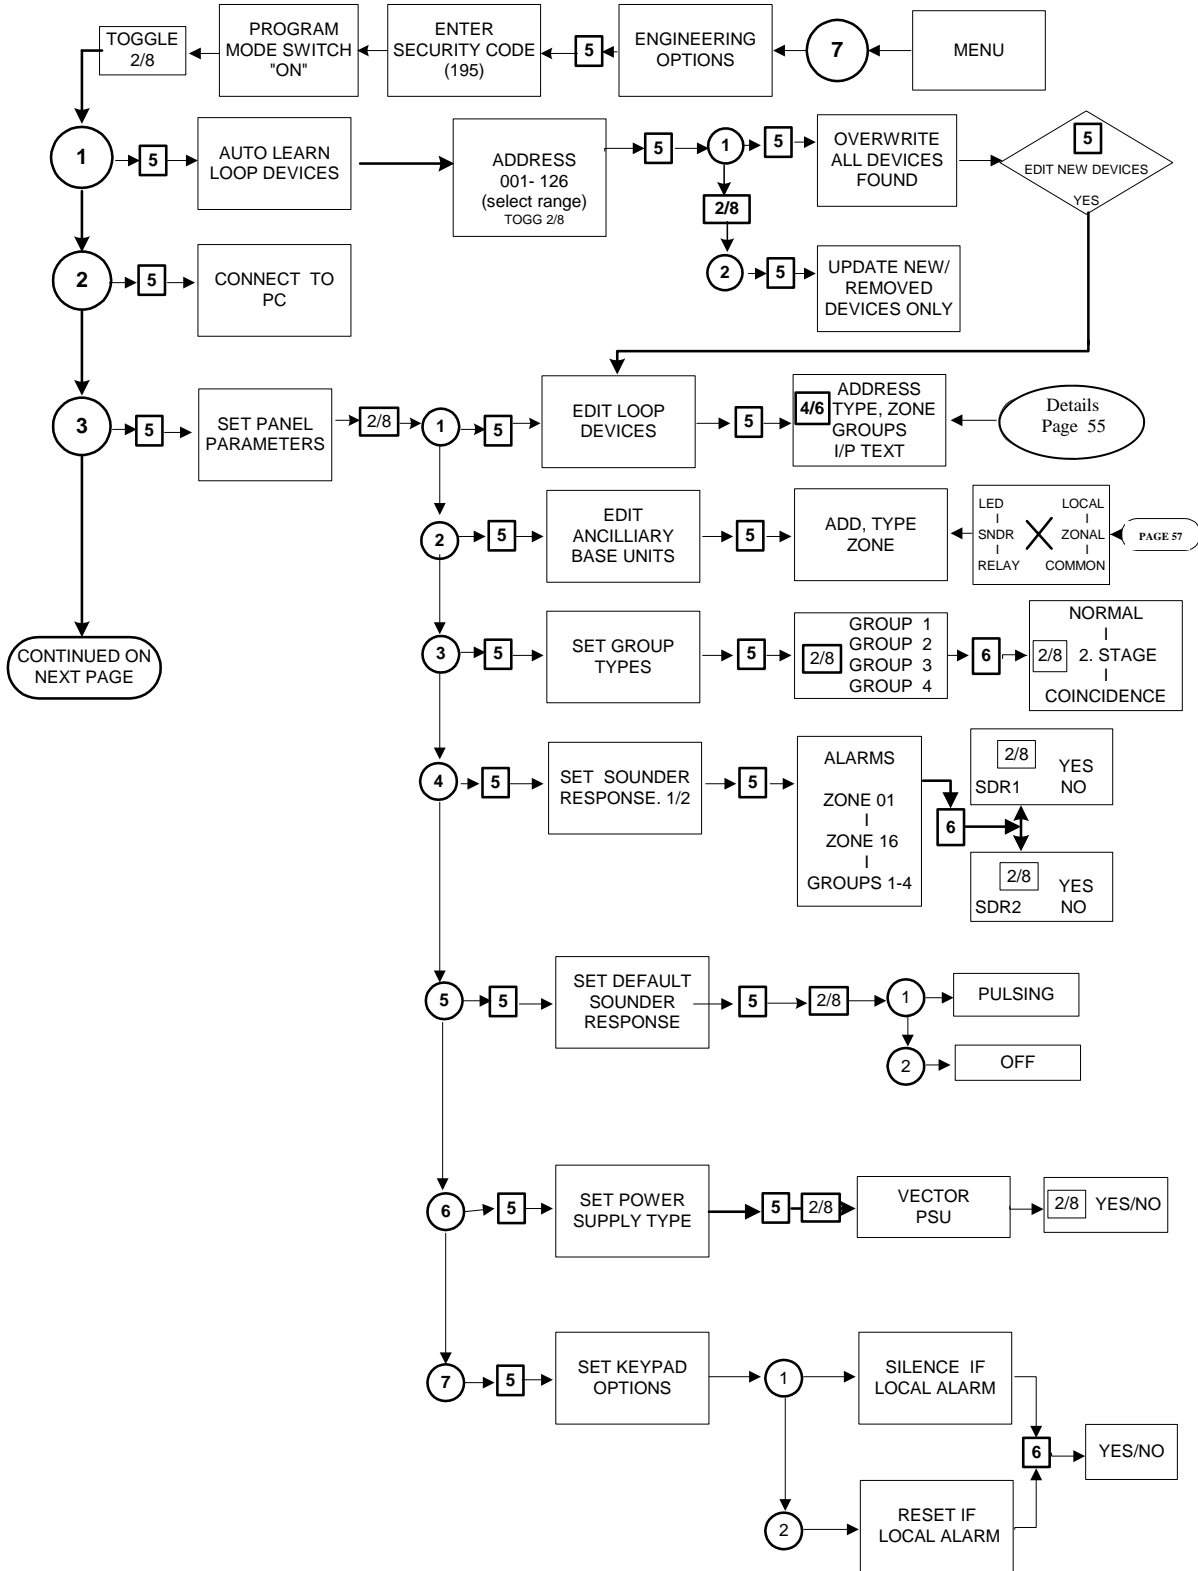 TOGGLE
2/8
PROGRAM
MODE SWITCH
"ON"
ENTER
SECURITY CODE
(195)
5
ENGINEERING
OPTIONS
7
MENU
1
5
AUTO LEARN
LOOP DEVICES
ADDRESS
001- 126
(select range)
TOGG 2/8
5
1
5
OVERWRITE
ALL DEVICES
FOUND
5
EDIT NEW DEVICES
YES
2/8
2
5
UPDATE NEW/
REMOVED
DEVICES ONLY
2
5
CONNECT TO
PC
3
5
SET PANEL
PARAMETERS
2/8
1
5
EDIT LOOP
DEVICES
5
4/6
ADDRESS
TYPE, ZONE
GROUPS
I/P TEXT
Details
Page 55
2
5
EDIT
ANCILLIARY
BASE UNITS
5
ADD, TYPE
ZONE
LED
I
SNDR
I
RELAY
LOCAL
I
ZONAL
I
COMMON
PAGE 57
3
5
SET GROUP
TYPES
5
2/8
GROUP 1
GROUP 2
GROUP 3
GROUP 4
6
2/8
NORMAL
I
2. STAGE
I
COINCIDENCE
CONTINUED ON
NEXT PAGE
4
5
SET SOUNDER
RESPONSE. 1/2
5
ALARMS
ZONE 01
I
ZONE 16
I
GROUPS 1-4
6
2/8
SDR1
YES
NO
2/8
SDR2
YES
NO
5
5
SET DEFAULT
SOUNDER
RESPONSE
5
2/8
1
PULSING
2
OFF
6
5
SET POWER
SUPPLY TYPE
5
2/8
VECTOR
PSU
2/8 YES/NO
7
5
SET KEYPAD
OPTIONS
1
SILENCE IF
LOCAL ALARM
6
YES/NO
2
RESET IF
LOCAL ALARM